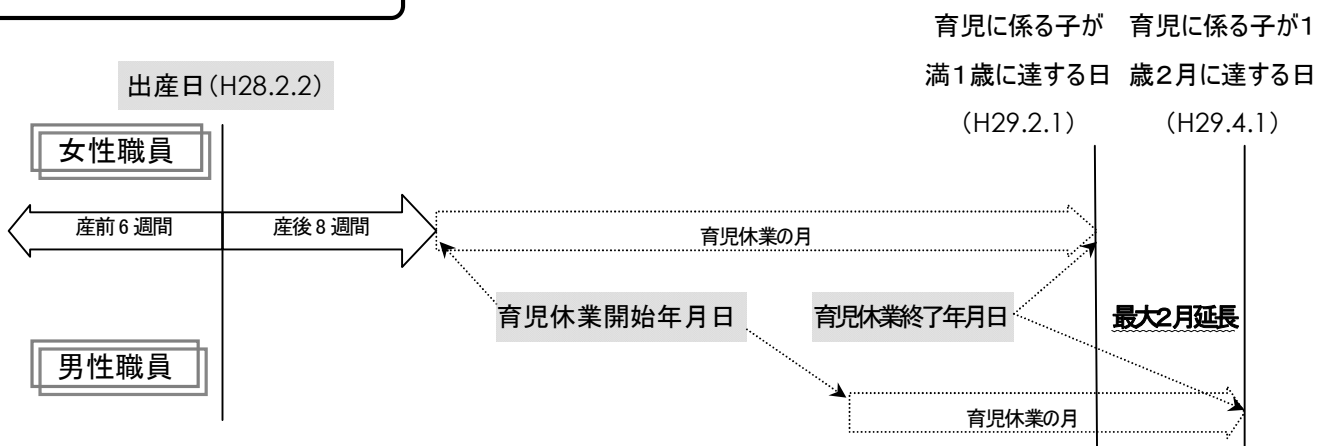 育児に係る子が
満1歳に達する日
（H29.2.1）
育児に係る子が1
歳2月に達する日
（H29.4.1）
出産日（H28.2.2）
女性職員
産前6週間
産後8週間
育児休業の月
育児休業開始年月日
育児休業終了年月日
最大2月延長
男性職員
育児休業の月